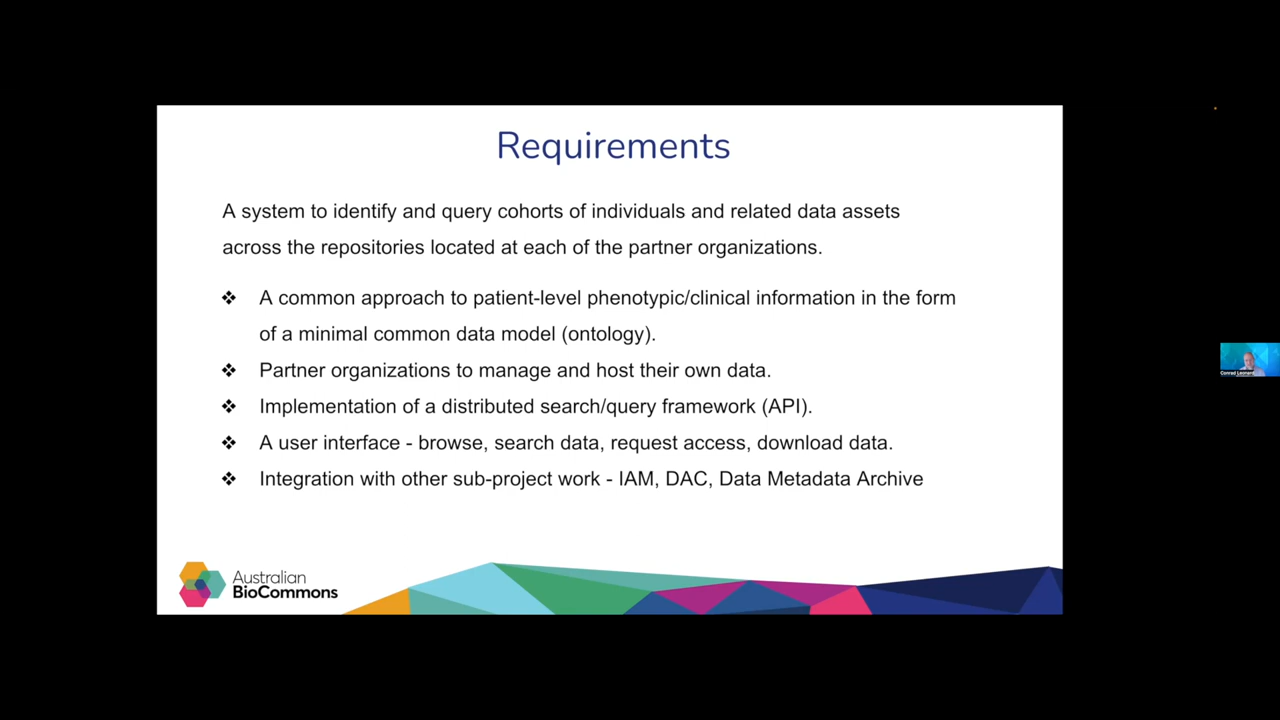 Requirements
A system to identify and query cohorts of individuals and related data assets
across the repositories located at each of the partner organizations.
❖ A common approach to patient-level phenotypic/clinical information in the form
of a minimal common data model (ontology).
❖ Partner organizations to manage and host their own data.
❖ Implementation of a distributed search/query framework (API).
❖ A user interface - browse, search data, request access, download data.
❖ Integration with other sub-project work - IAM, DAC, Data Metadata Archive
Conrad Leonard
Australian
BioCommons